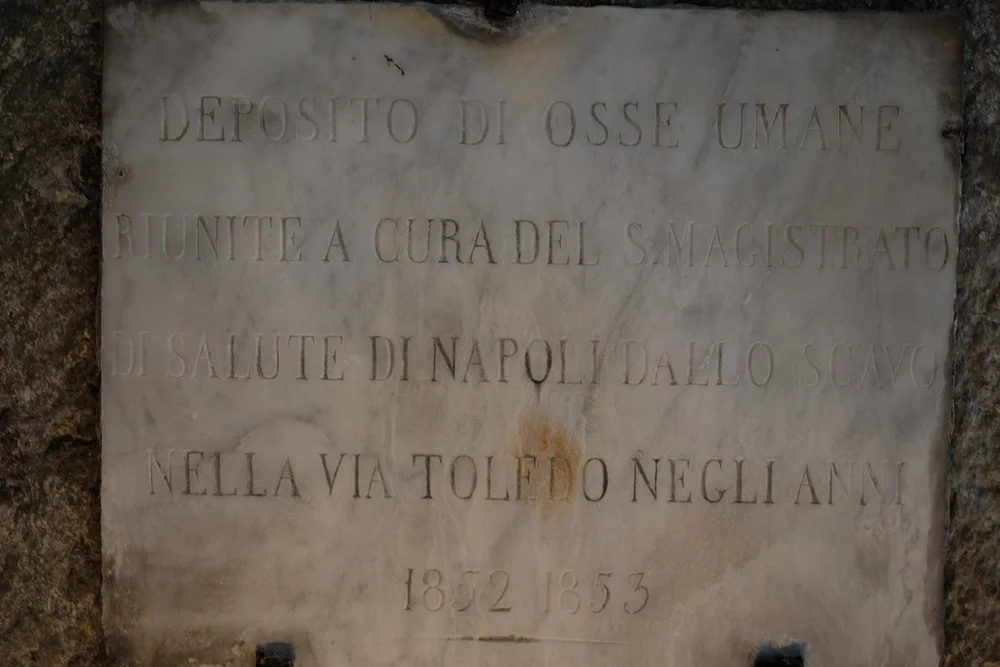 DEPOSITO DI OSSE UMANE
RIUNITE A CURA DEL S. MAGISTRATO
DI SALUTE DI NAPOLI DALLO SCAVO
NELLA VIA TOLEDO NEGLI ANNI
1852 1853